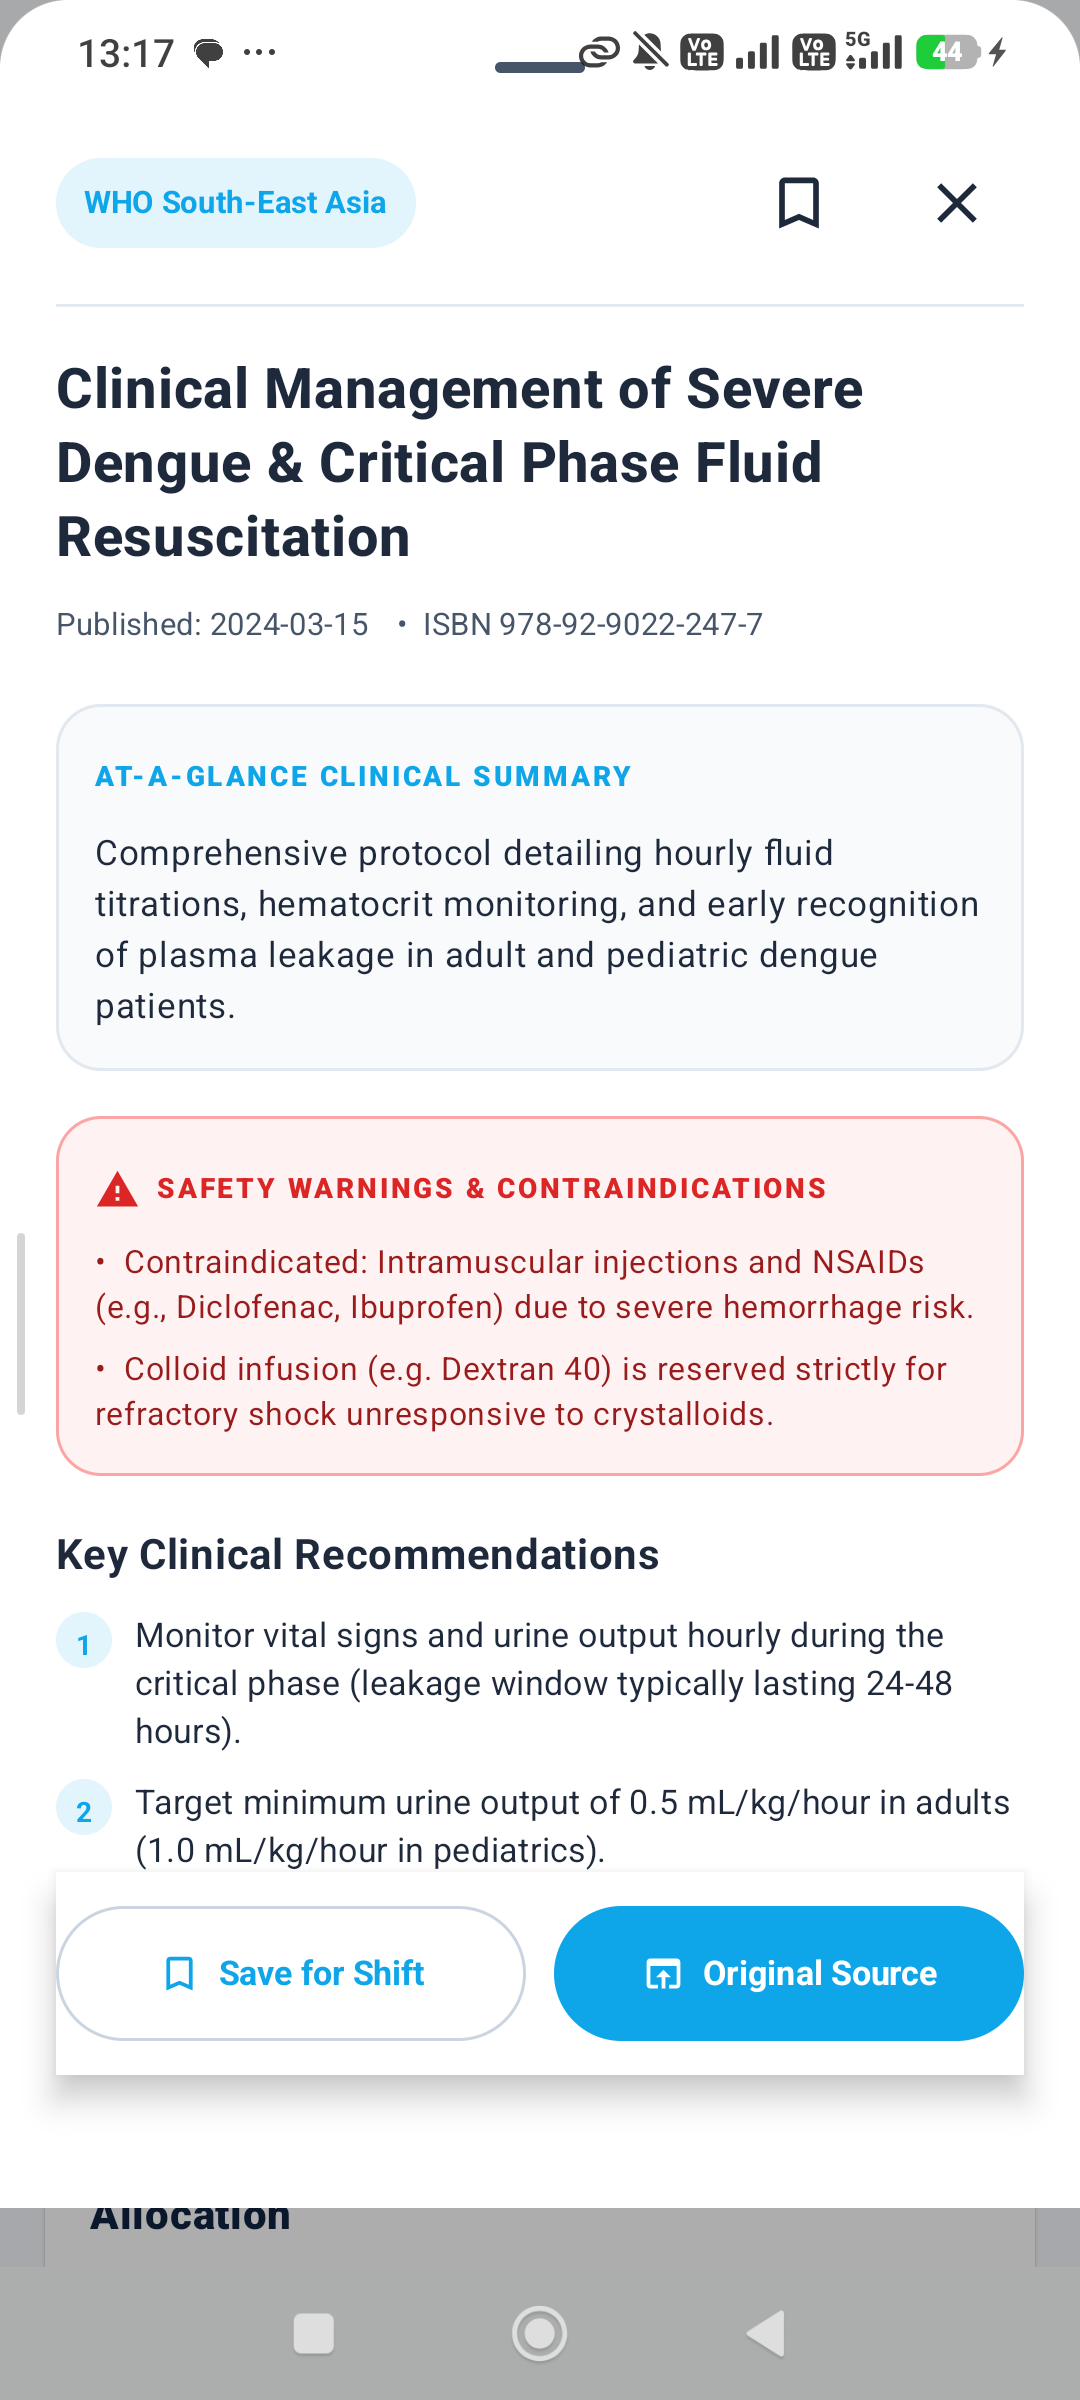 13:17
Vo LTE
Vo LTE
5G
44
WHO South-East Asia
Clinical Management of Severe
Dengue & Critical Phase Fluid
Resuscitation
Published: 2024-03-15 • ISBN 978-92-9022-247-7
AT-A-GLANCE CLINICAL SUMMARY
Comprehensive protocol detailing hourly fluid
titrations, hematocrit monitoring, and early recognition
of plasma leakage in adult and pediatric dengue
patients.
SAFETY WARNINGS & CONTRAINDICATIONS
• Contraindicated: Intramuscular injections and NSAIDs
(e.g., Diclofenac, Ibuprofen) due to severe hemorrhage risk.
• Colloid infusion (e.g. Dextran 40) is reserved strictly for
refractory shock unresponsive to crystalloids.
Key Clinical Recommendations
1 Monitor vital signs and urine output hourly during the
critical phase (leakage window typically lasting 24-48
hours).
2 Target minimum urine output of 0.5 mL/kg/hour in adults
(1.0 mL/kg/hour in pediatrics).
Save for Shift
Original Source
Allocation